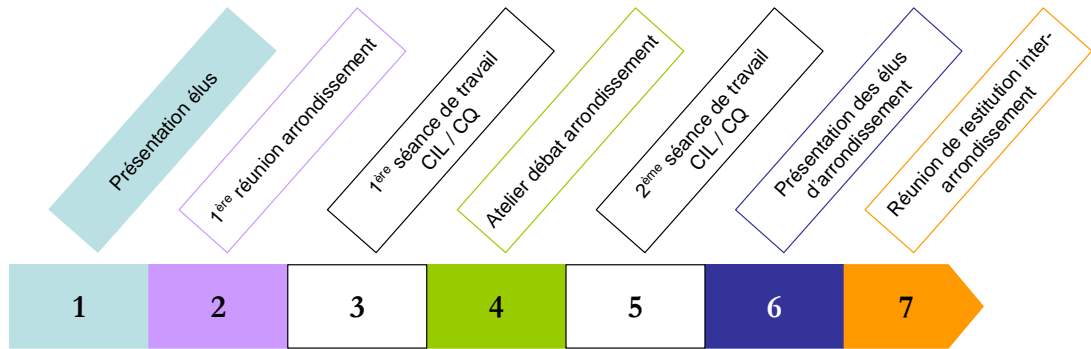 Présentation élus
1ère réunion arrondissement
1ère séance de travail
CIL / CQ
Atelier débat arrondissement
2ème séance de travail
CIL / CQ
Présentation des élus
d'arrondissement
Réunion de restitution inter-
arrondissement
1
2
3
4
5
6
7